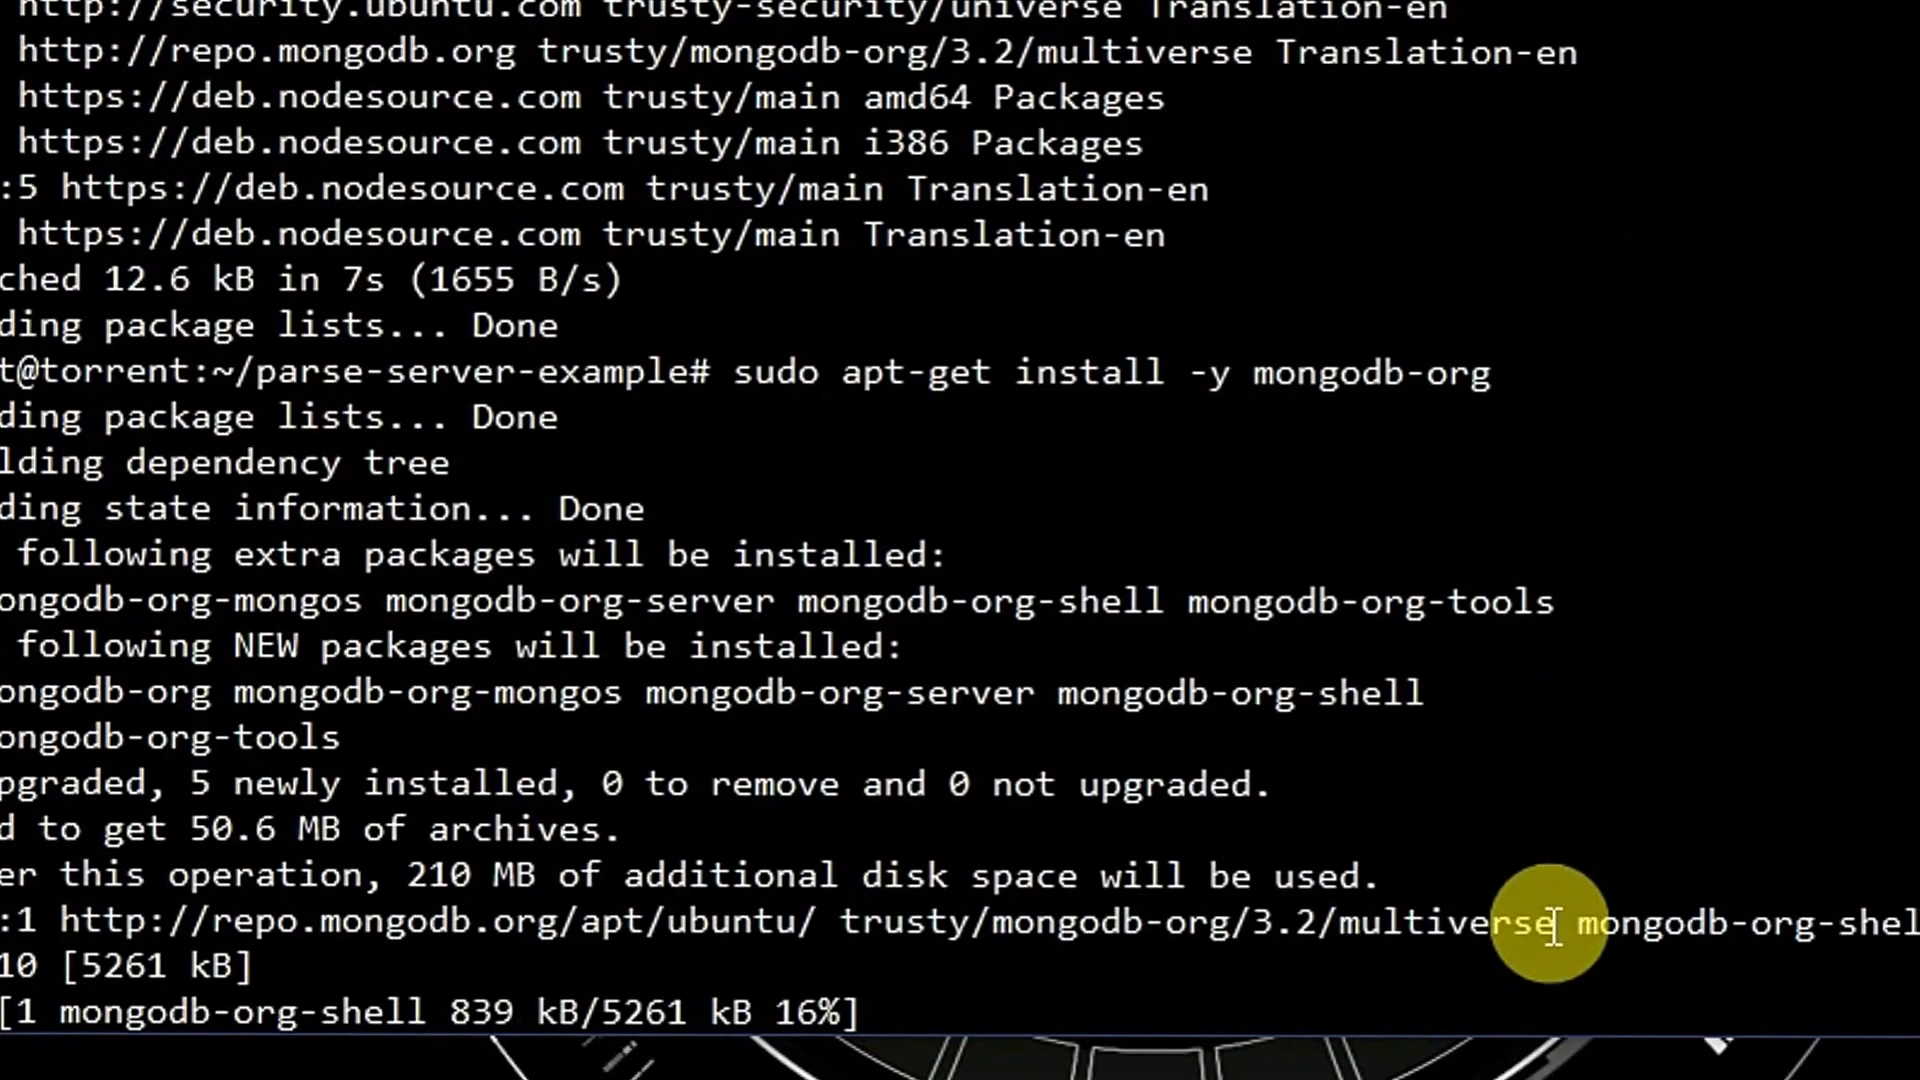 http://security.ubuntu.com trusty-security/universe Translation-en
http://repo.mongodb.org trusty/mongodb-org/3.2/multiverse Translation-en
https://deb.nodesource.com trusty/main amd64 Packages
https://deb.nodesource.com trusty/main i386 Packages
:5 https://deb.nodesource.com trusty/main Translation-en
https://deb.nodesource.com trusty/main Translation-en
ched 12.6 kB in 7s (1655 B/s)
ding package lists... Done
t@torrent:~/parse-server-example# sudo apt-get install -y mongodb-org
ding package lists... Done
lding dependency tree
ding state information... Done
following extra packages will be installed:
ongodb-org-mongos mongodb-org-server mongodb-org-shell mongodb-org-tools
following NEW packages will be installed:
ongodb-org mongodb-org-mongos mongodb-org-server mongodb-org-shell
ongodb-org-tools
pgraded, 5 newly installed, 0 to remove and 0 not upgraded.
d to get 50.6 MB of archives.
er this operation, 210 MB of additional disk space will be used.
:1 http://repo.mongodb.org/apt/ubuntu/ trusty/mongodb-org/3.2/multiverse mongodb-org-shel
10 [5261 kB]
[1 mongodb-org-shell 839 kB/5261 kB 16%]